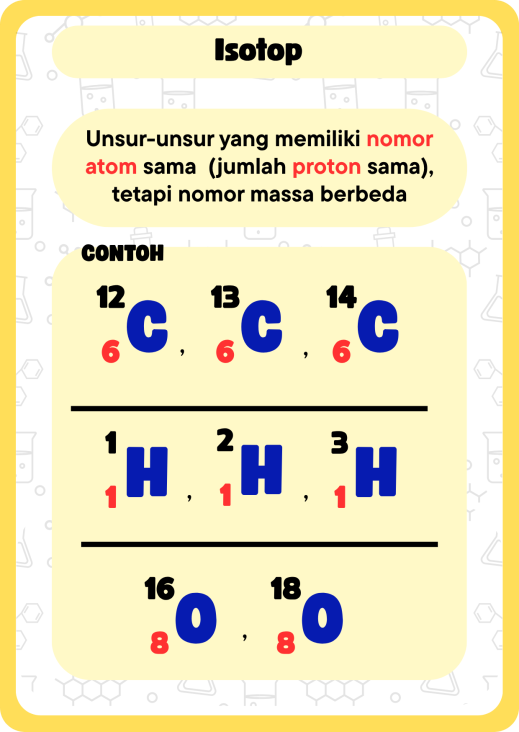 Isotop
Unsur-unsur yang memiliki nomor
atom sama (jumlah proton sama),
tetapi nomor massa berbeda
CONTOH
12 6 C , 13 6 C , 14 6 C
1 1 H , 2 1 H , 3 1 H
16 8 O , 18 8 O